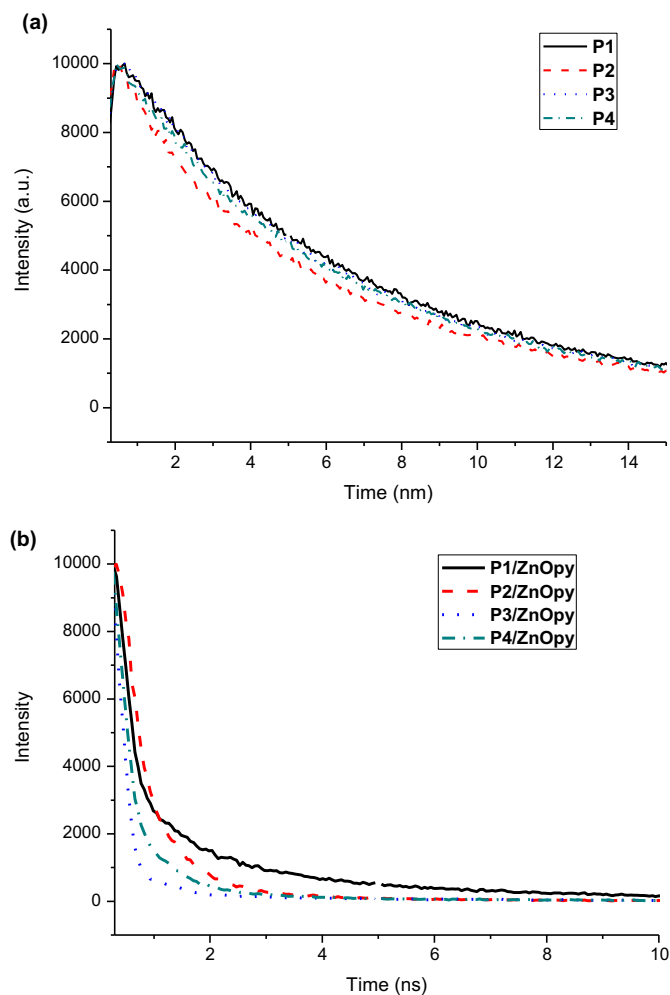 (a)
P1
P2
P3
P4
10000
8000
6000
4000
2000
0
Intensity (a.u.)
2 4 6 8 10 12 14
Time (nm)
(b)
P1/ZnOpy
P2/ZnOpy
P3/ZnOpy
P4/ZnOpy
10000
8000
6000
4000
2000
0
Intensity
2 4 6 8 10
Time (ns)